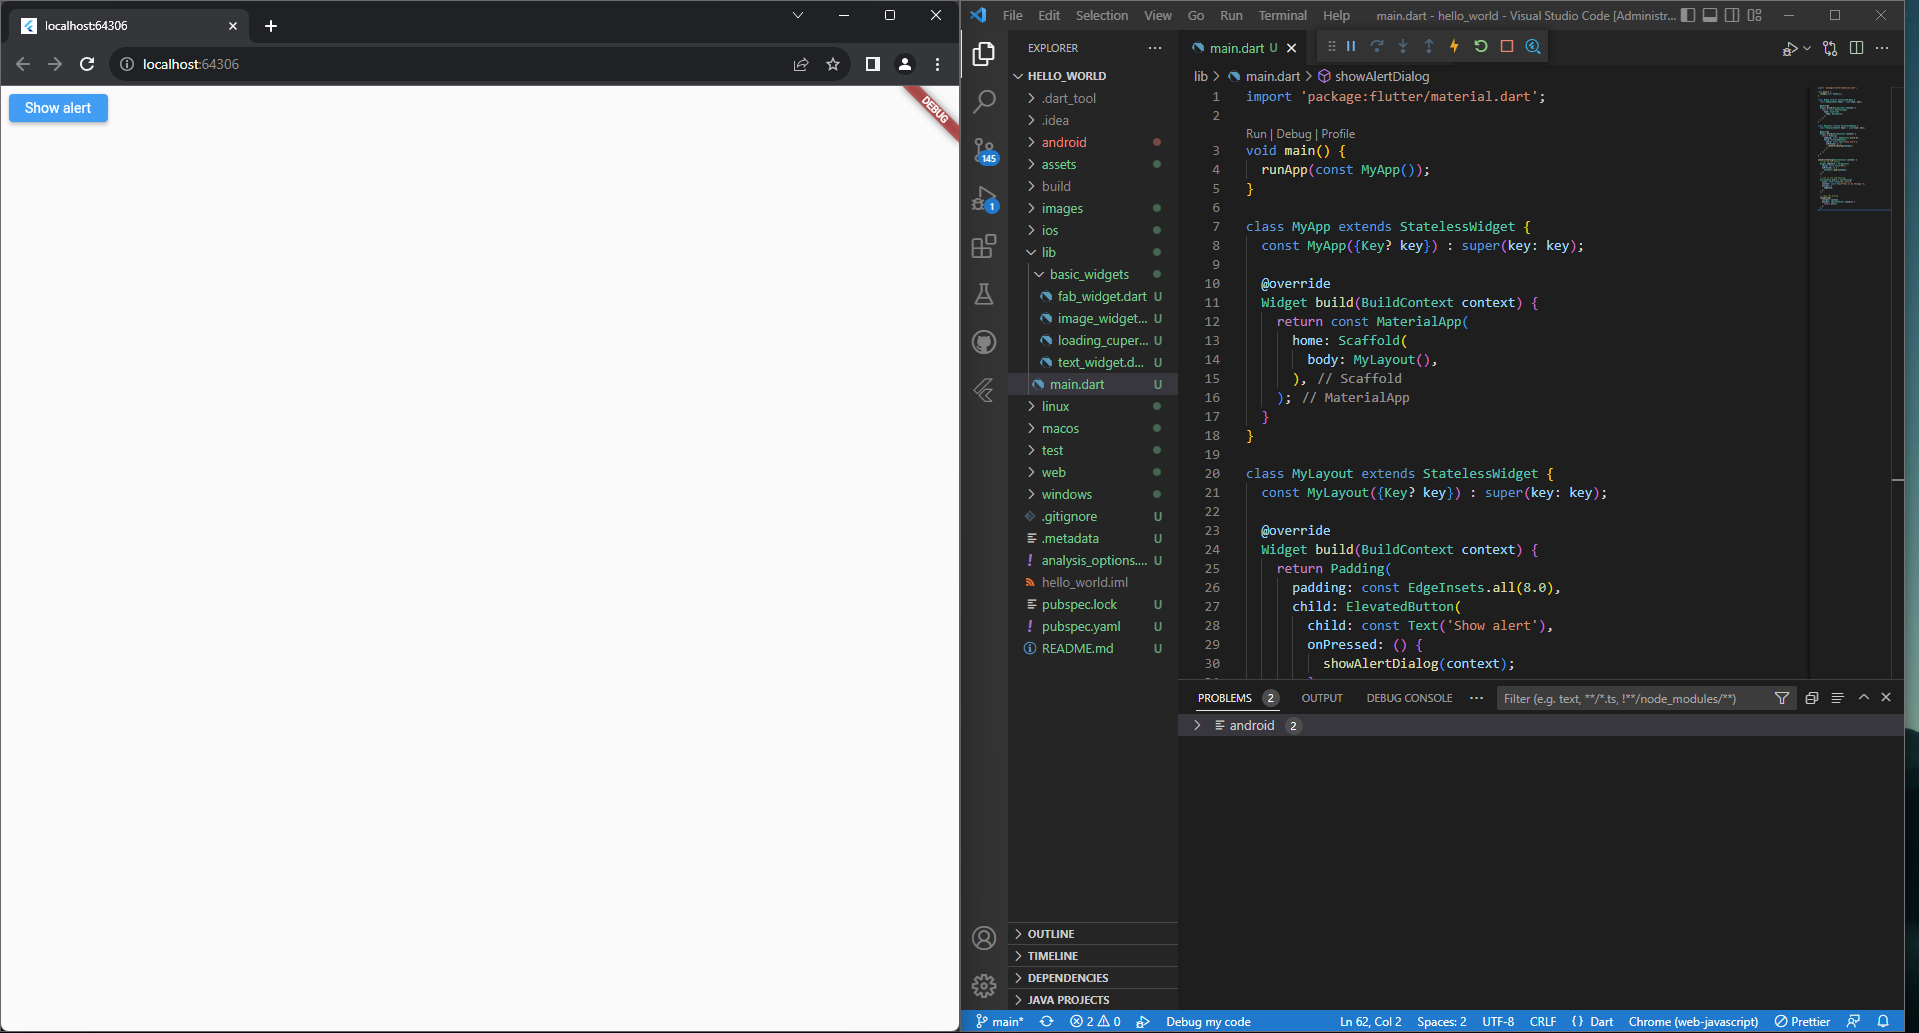 localhost:64306
localhost:64306
Show alert
DEBUG
File Edit Selection View Go Run Terminal Help main.dart - hello_world - Visual Studio Code [Administr...
EXPLORER
HELLO_WORLD
.dart_tool
.idea
android
assets
build
images
ios
lib
basic_widgets
fab_widget.dart U
image_widget... U
loading_cuper... U
text_widget.d... U
main.dart U
linux
macos
test
web
windows
.gitignore U
.metadata U
analysis_options.... U
hello_world.iml
pubspec.lock U
pubspec.yaml U
README.md U
OUTLINE
TIMELINE
DEPENDENCIES
JAVA PROJECTS
145
1
main.dart U
lib > main.dart > showAlertDialog
1 import 'package:flutter/material.dart';
2
Run | Debug | Profile
3 void main() {
4 runApp(const MyApp());
5 }
6
7 class MyApp extends StatelessWidget {
8 const MyApp({Key? key}) : super(key: key);
9
10 @override
11 Widget build(BuildContext context) {
12 return const MaterialApp(
13 home: Scaffold(
14 body: MyLayout(),
15 ), // Scaffold
16 ); // MaterialApp
17 }
18 }
19
20 class MyLayout extends StatelessWidget {
21 const MyLayout({Key? key}) : super(key: key);
22
23 @override
24 Widget build(BuildContext context) {
25 return Padding(
26 padding: const EdgeInsets.all(8.0),
27 child: ElevatedButton(
28 child: const Text('Show alert'),
29 onPressed: () {
30 showAlertDialog(context);
PROBLEMS 2 OUTPUT DEBUG CONSOLE Filter (e.g. text, **/*.ts, !**/node_modules/**)
android 2
main* 2 0 Debug my code Ln 62, Col 2 Spaces: 2 UTF-8 CRLF { } Dart Chrome (web-javascript) Prettier